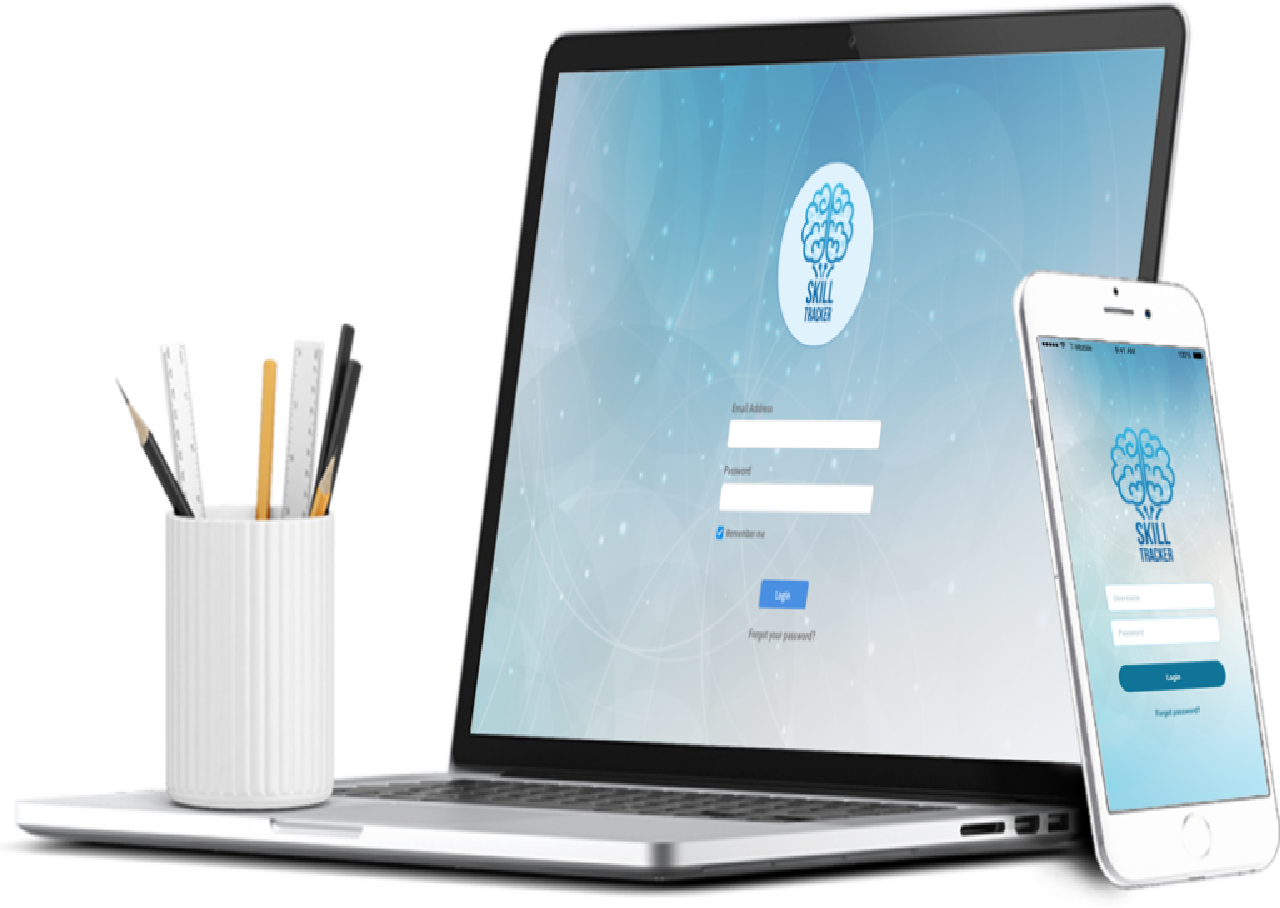 SKILL
TRACKER
Email Address
Password
Remember me
Login
Forgot your password?
T-Mobile
9:41 AM
100%
SKILL
TRACKER
Username
Password
Login
Forgot password?